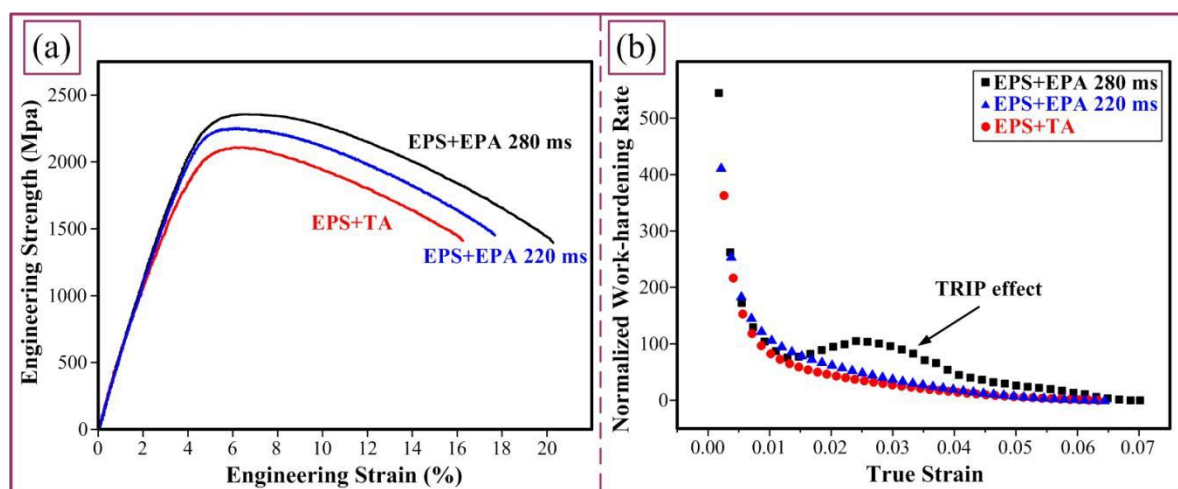 (a)
Engineering Strength (Mpa)
2500
2000
1500
1000
500
0
0 2 4 6 8 10 12 14 16 18 20
Engineering Strain (%)
EPS+EPA 280 ms
EPS+TA
EPS+EPA 220 ms
(b)
Normalized Work-hardening Rate
500
400
300
200
100
0
0.00 0.01 0.02 0.03 0.04 0.05 0.06 0.07
True Strain
EPS+EPA 280 ms
EPS+EPA 220 ms
EPS+TA
TRIP effect